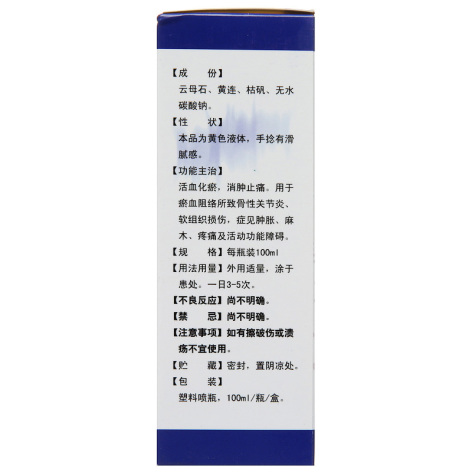 【成　份】
云母石、黄连、枯矾、无水
碳酸钠。
【性　状】
本品为黄色液体，手捻有滑
腻感。
【功能主治】
活血化瘀，消肿止痛。用于
瘀血阻络所致骨性关节炎、
软组织损伤，症见肿胀、麻
木、疼痛及活动功能障碍。
【规　格】每瓶装100ml
【用法用量】外用适量，涂于
患处。一日3-5次。
【不良反应】尚不明确。
【禁　忌】尚不明确。
【注意事项】如有擦破伤或溃
疡不宜使用。
【贮　藏】密封，置阴凉处。
【包　装】
塑料喷瓶，100ml/瓶/盒。